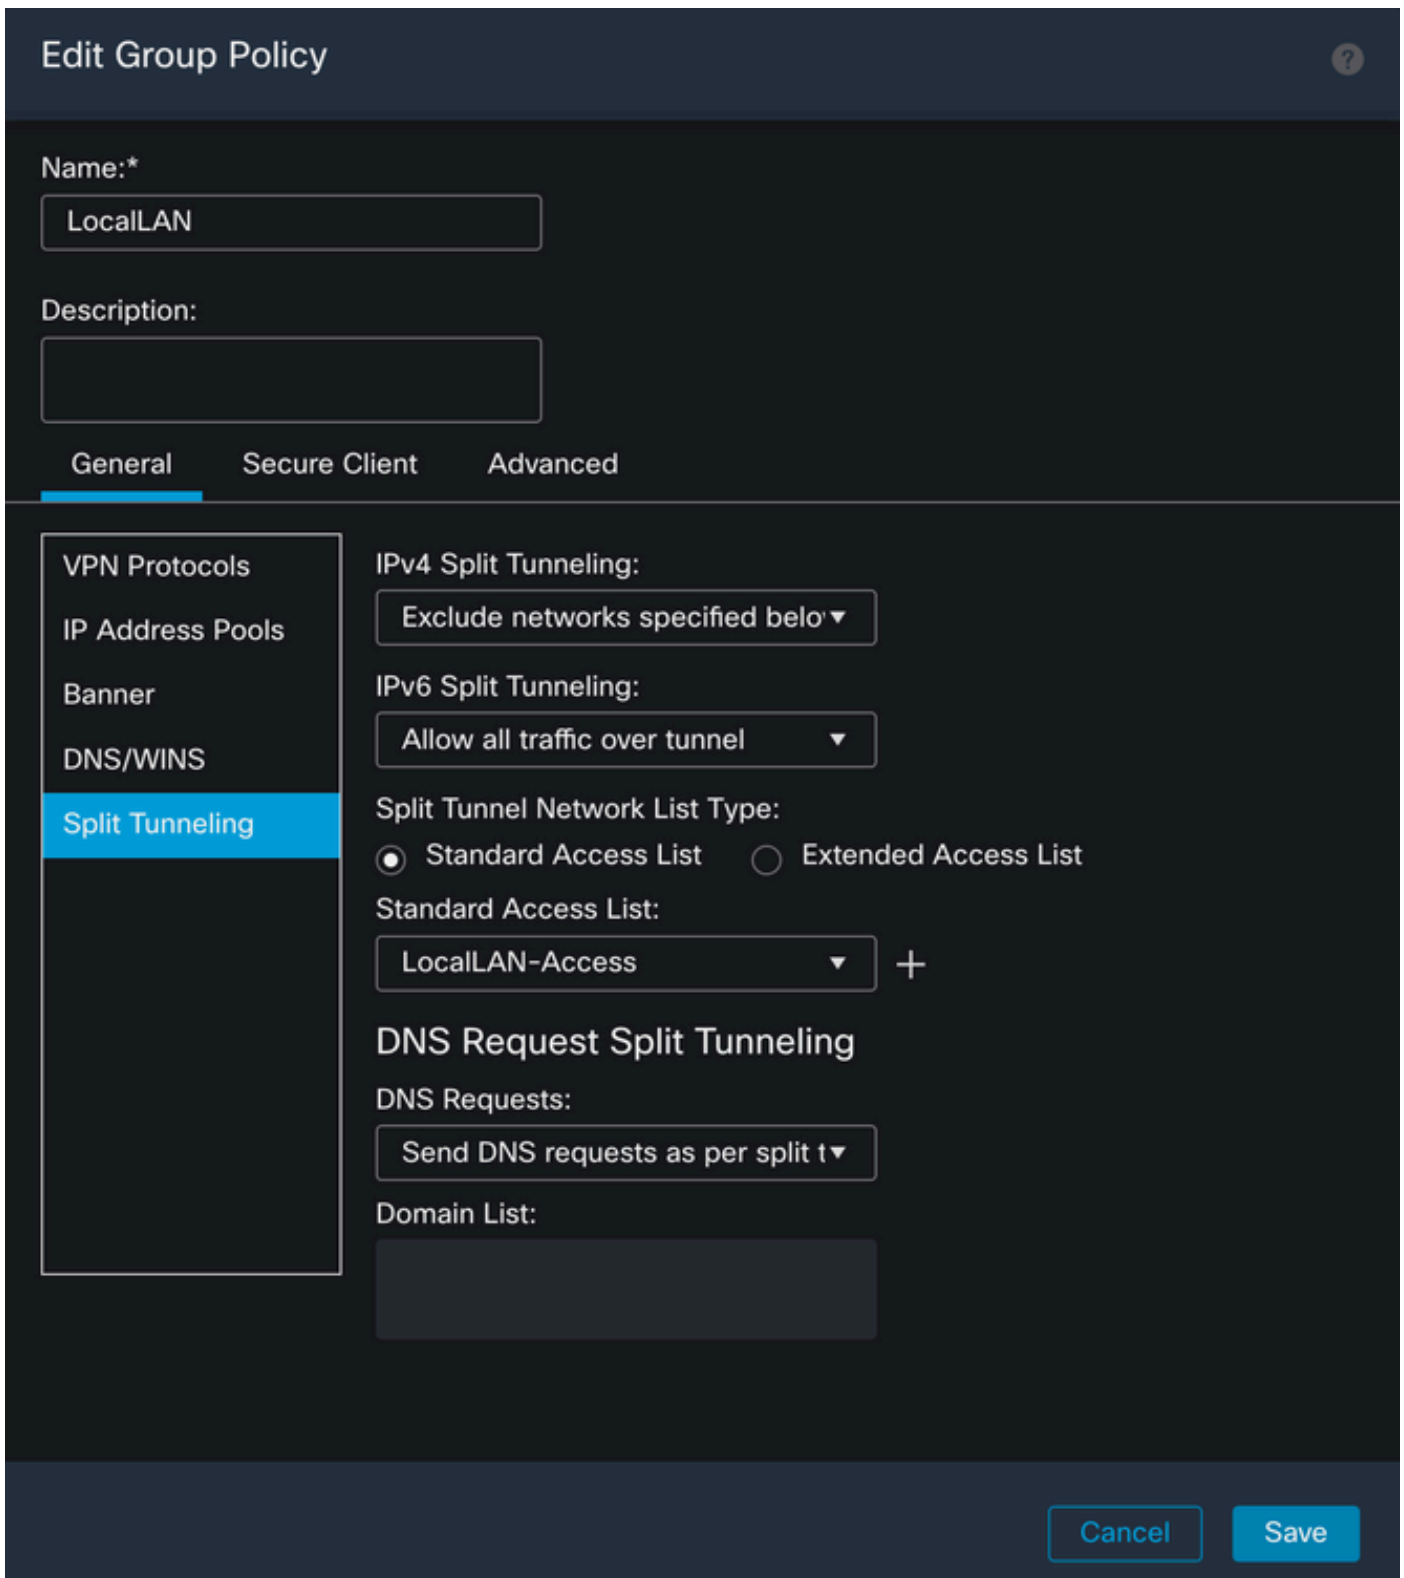 Edit Group Policy
?
Name:*
LocalLAN
Description:
General Secure Client Advanced
VPN Protocols
IP Address Pools
Banner
DNS/WINS
Split Tunneling
IPv4 Split Tunneling:
Exclude networks specified belo
IPv6 Split Tunneling:
Allow all traffic over tunnel
Split Tunnel Network List Type:
Standard Access List Extended Access List
Standard Access List:
LocalLAN-Access
+
DNS Request Split Tunneling
DNS Requests:
Send DNS requests as per split t
Domain List:
Cancel Save